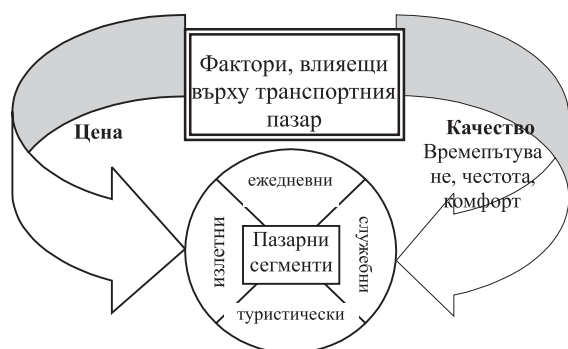 Фактори, влияещи
върху транспортния
пазар
Цена
Качество
Времепътува
не, честота,
комфорт
ежедневни
излетни
Пазарни
сегменти
служебни
туристически